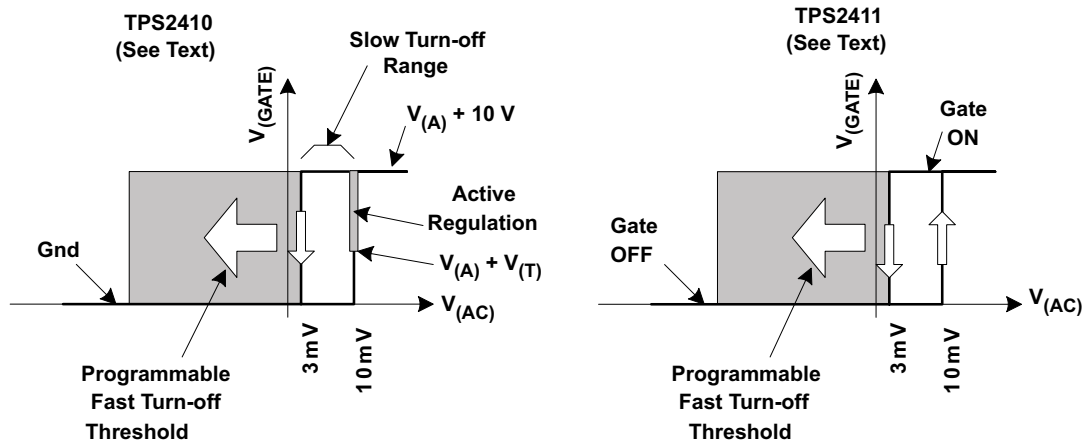 TPS2410
(See Text)
Slow Turn-off
Range
V(GATE)
V(A) + 10 V
Active
Regulation
Gnd
V(A) + V(T)
V(AC)
3 mV
10 mV
Programmable
Fast Turn-off
Threshold
TPS2411
(See Text)
V(GATE)
Gate
ON
Gate
OFF
V(AC)
3 mV
10 mV
Programmable
Fast Turn-off
Threshold